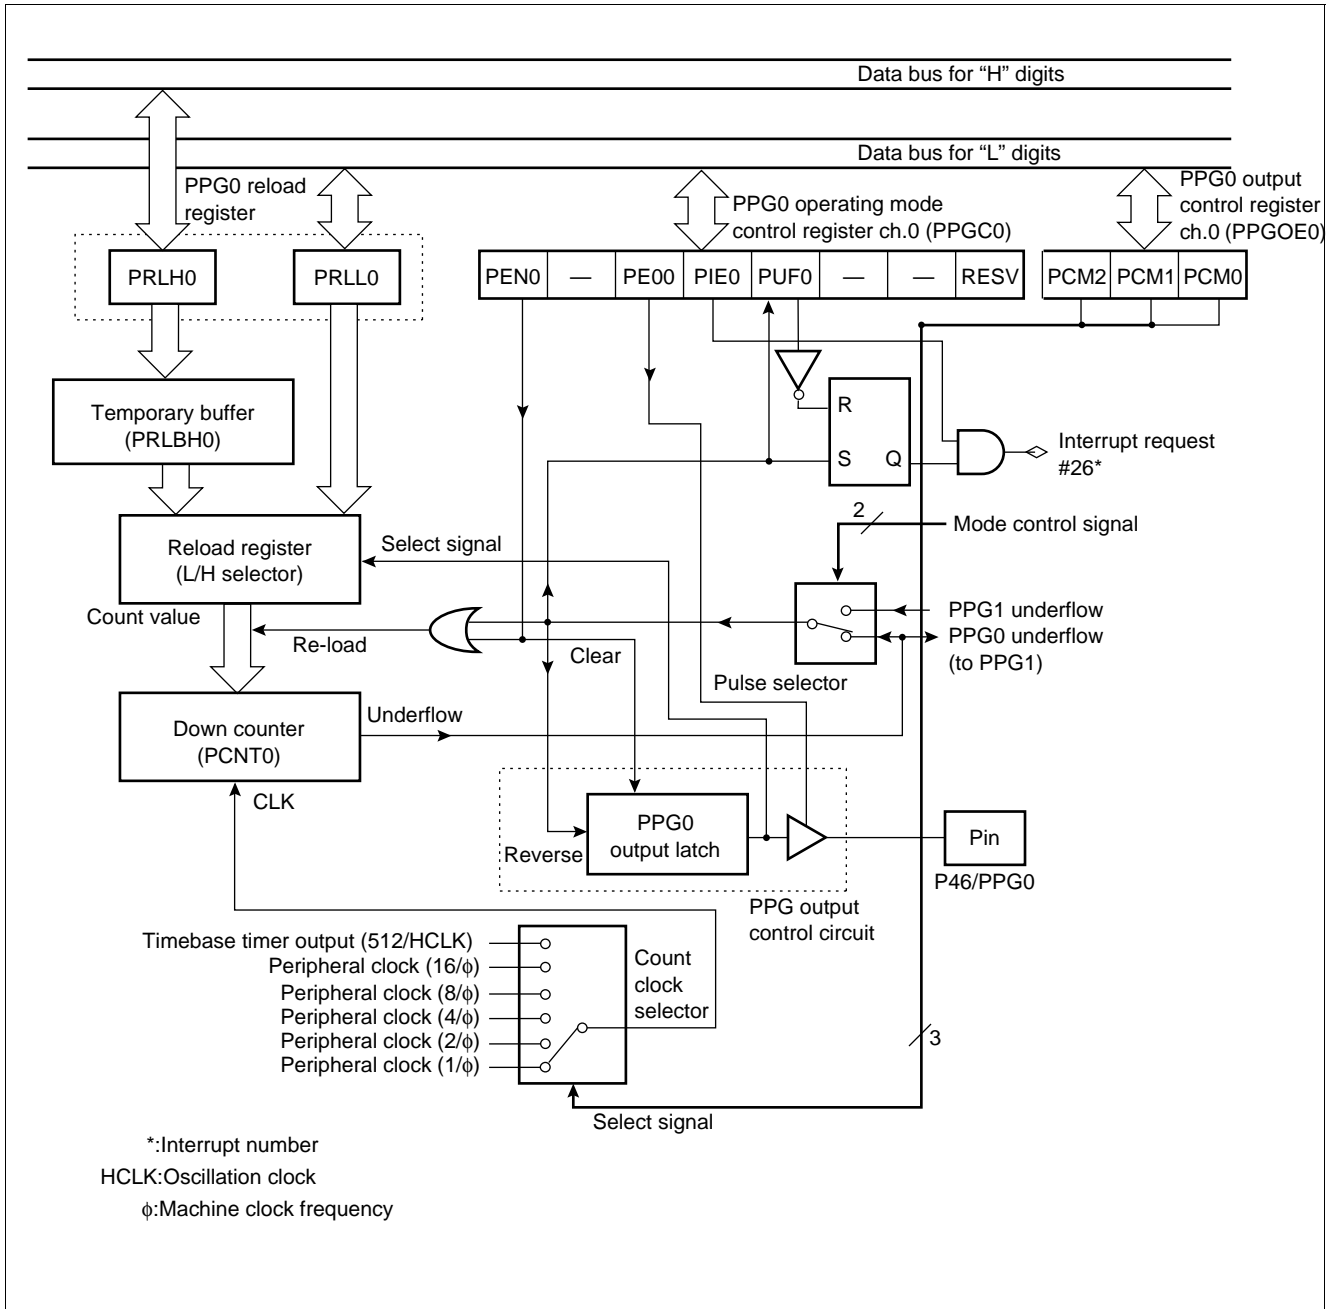 Data bus for “H” digits
Data bus for “L” digits
PPG0 reload
register
PPG0 operating mode
control register ch.0 (PPGC0)
PPG0 output
control register
ch.0 (PPGOE0)
PRLH0
PRLL0
PEN0
—
PE00
PIE0
PUF0
—
—
RESV
PCM2
PCM1
PCM0
Temporary buffer
(PRLBH0)
R
S
Q
Interrupt request
#26*
2
Mode control signal
Reload register
(L/H selector)
Select signal
Count value
Re-load
Clear
PPG1 underflow
PPG0 underflow
(to PPG1)
Pulse selector
Down counter
(PCNT0)
Underflow
CLK
PPG0
output latch
Reverse
Pin
P46/PPG0
PPG output
control circuit
Timebase timer output (512/HCLK)
Peripheral clock (16/ϕ)
Peripheral clock (8/ϕ)
Peripheral clock (4/ϕ)
Peripheral clock (2/ϕ)
Peripheral clock (1/ϕ)
Count
clock
selector
3
Select signal
*:Interrupt number
HCLK:Oscillation clock
ϕ:Machine clock frequency